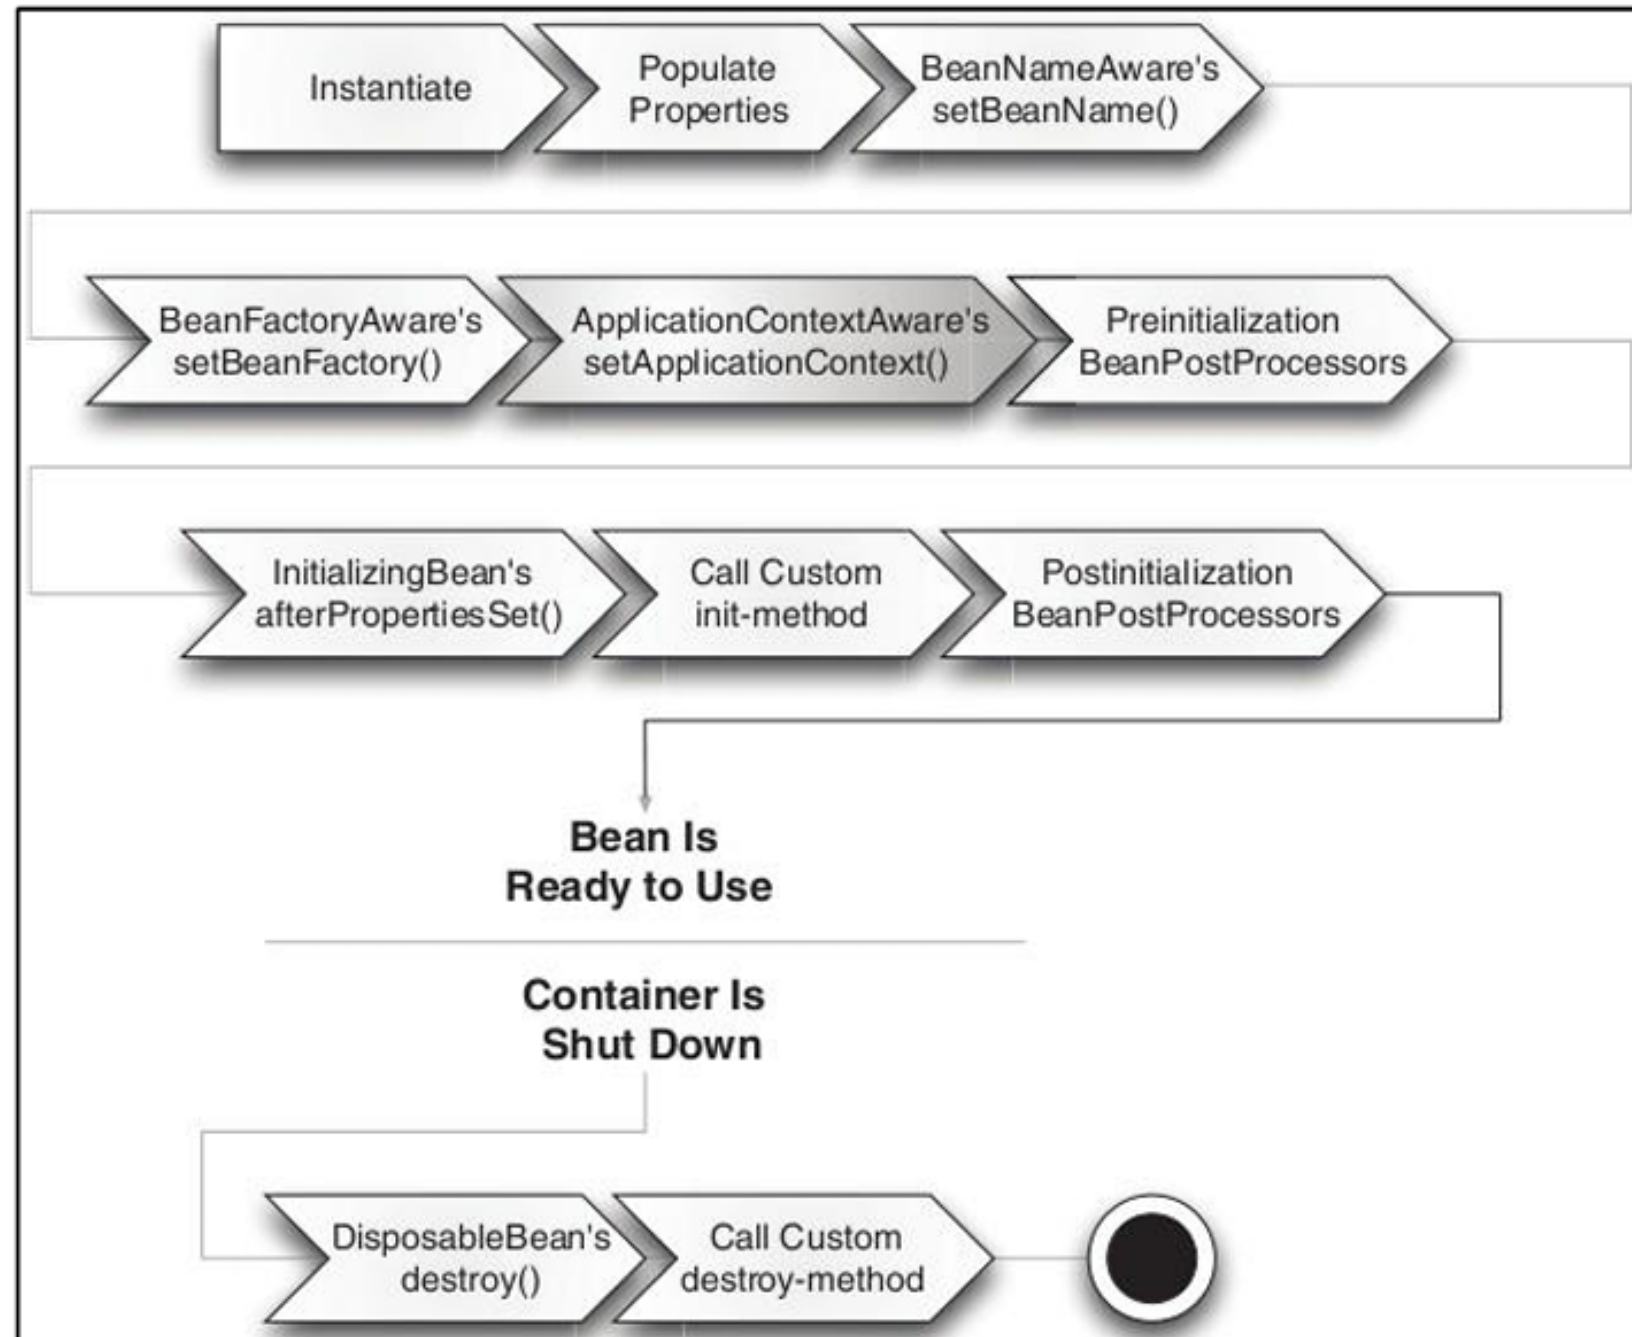 Instantiate
Populate
Properties
BeanNameAware's
setBeanName()
BeanFactoryAware's
setBeanFactory()
ApplicationContextAware's
setApplicationContext()
Preinitialization
BeanPostProcessors
InitializingBean's
afterPropertiesSet()
Call Custom
init-method
Postinitialization
BeanPostProcessors
Bean Is
Ready to Use
Container Is
Shut Down
DisposableBean's
destroy()
Call Custom
destroy-method